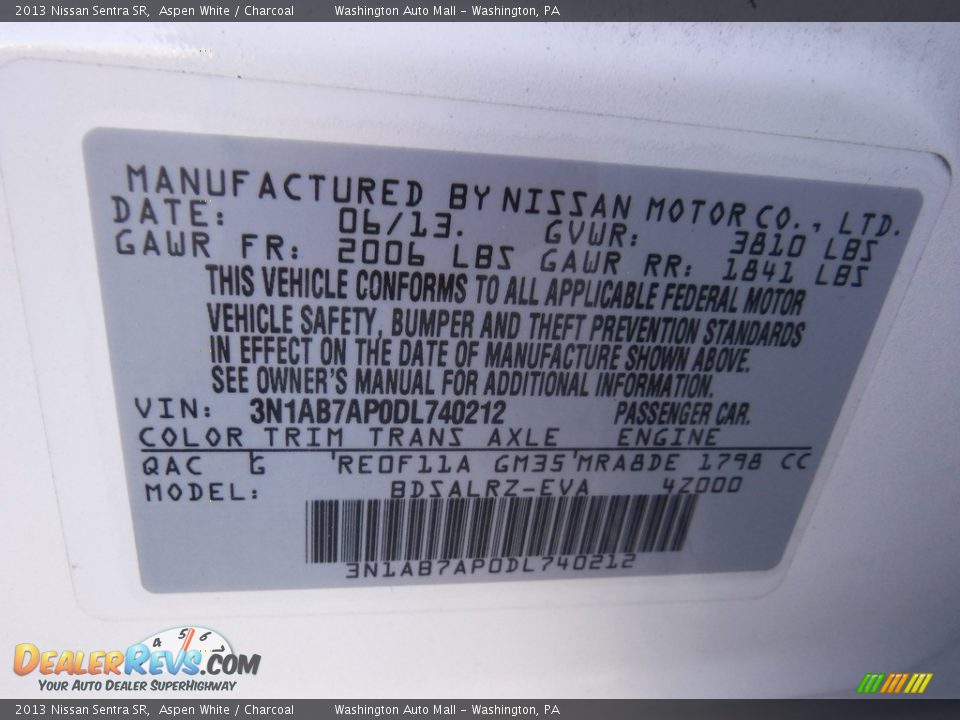 2013 Nissan Sentra SR, Aspen White / Charcoal Washington Auto Mall - Washington, PA
MANUFACTURED BY NISSAN MOTOR CO., LTD.
DATE: 06/13. GVWR: 3810 LBS
GAWR FR: 2006 LBS GAWR RR: 1841 LBS
THIS VEHICLE CONFORMS TO ALL APPLICABLE FEDERAL MOTOR
VEHICLE SAFETY, BUMPER AND THEFT PREVENTION STANDARDS
IN EFFECT ON THE DATE OF MANUFACTURE SHOWN ABOVE.
SEE OWNER'S MANUAL FOR ADDITIONAL INFORMATION.
VIN: 3N1AB7AP0DL740212 PASSENGER CAR.
COLOR TRIM TRANS AXLE ENGINE
QAC G RE0F11A GM35 MRA8DE 1798 CC
MODEL: BDSALRZ-EVA 4Z000
3N1AB7AP0DL740212
4 5 6
DEALERREVS.COM
YOUR AUTO DEALER SUPERHIGHWAY
2013 Nissan Sentra SR, Aspen White / Charcoal Washington Auto Mall - Washington, PA